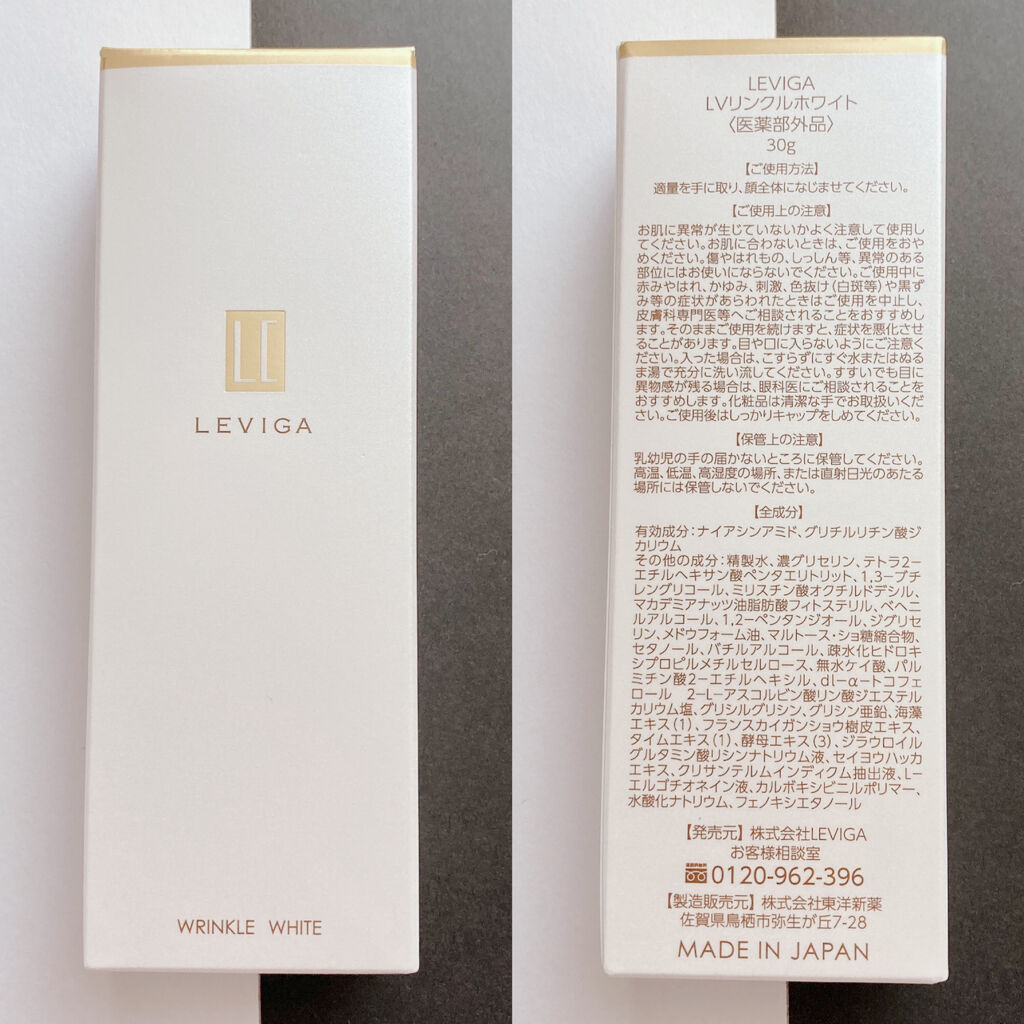 LEVIGA
WRINKLE WHITE
LEVIGA
LVリンクルホワイト
〈医薬部外品〉
30g
【ご使用方法】
適量を手に取り、顔全体になじませてください。
【ご使用上の注意】
お肌に異常が生じていないかよく注意して使用し
てください。お肌に合わないときは、ご使用をおや
めください。傷やはれもの、しっしん等、異常のある
部位にはお使いにならないでください。ご使用中に
赤みやはれ、かゆみ、刺激、色抜け(白斑等)や黒ず
み等の症状があらわれたときはご使用を中止し、
皮膚科専門医等へご相談されることをおすすめし
ます。そのままご使用を続けますと、症状を悪化させ
ることがあります。目や口に入らないようにご注意く
ださい。入った場合は、こすらずにすぐ水またはぬる
ま湯で充分に洗い流してください。すすいでも目に
異物感が残る場合は、眼科医にご相談されることを
おすすめします。化粧品は清潔な手でお取扱いくだ
さい。ご使用後はしっかりキャップをしめてください。
【保管上の注意】
乳幼児の手の届かないところに保管してください。
高温、低温、高湿度の場所、または直射日光のあたる
場所には保管しないでください。
【全成分】
有効成分：ナイアシンアミド、グリチルリチン酸ジ
カリウム
その他の成分：精製水、濃グリセリン、テトラ2－
エチルヘキサン酸ペンタエリトリット、1,3－ブチ
レングリコール、ミリスチン酸オクチルドデシル、
マカデミアナッツ油脂肪酸フィトステリル、ベヘニ
ルアルコール、1,2－ペンタンジオール、ジグリセ
リン、メドウフォーム油、マルトース・ショ糖縮合物、
セタノール、バチルアルコール、疎水化ヒドロキ
シプロピルメチルセルロース、無水ケイ酸、パル
ミチン酸2－エチルヘキシル、dl－α－トコフェ
ロール　2－L－アスコルビン酸リン酸ジエステル
カリウム塩、グリシルグリシン、グリシン亜鉛、海藻
エキス(1)、フランスカイガンショウ樹皮エキス、
タイムエキス(1)、酵母エキス(3)、ジラウロイル
グルタミン酸リシンナトリウム液、セイヨウハッカ
エキス、クリサンテルムインディクム抽出液、L－
エルゴチオネイン液、カルボキシビニルポリマー、
水酸化ナトリウム、フェノキシエタノール
【発売元】株式会社LEVIGA
お客様相談室
0120-962-396
【製造販売元】株式会社東洋新薬
佐賀県鳥栖市弥生が丘7-28
MADE IN JAPAN